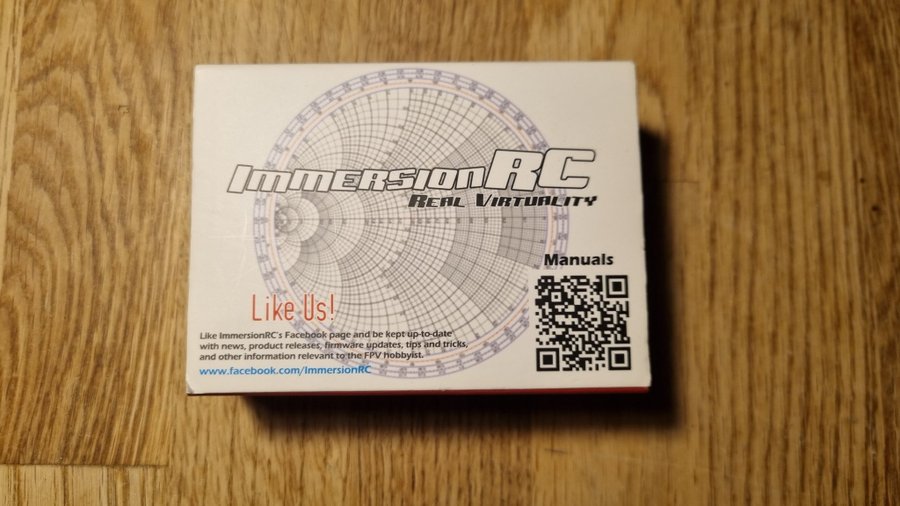 ImmersionRC
Real Virtuality
Manuals
Like Us!
Like ImmersionRC's Facebook page and be kept up-to-date
with news, product releases, firmware updates, tips and tricks,
and other information relevant to the FPV hobbyist.
www.facebook.com/ImmersionRC